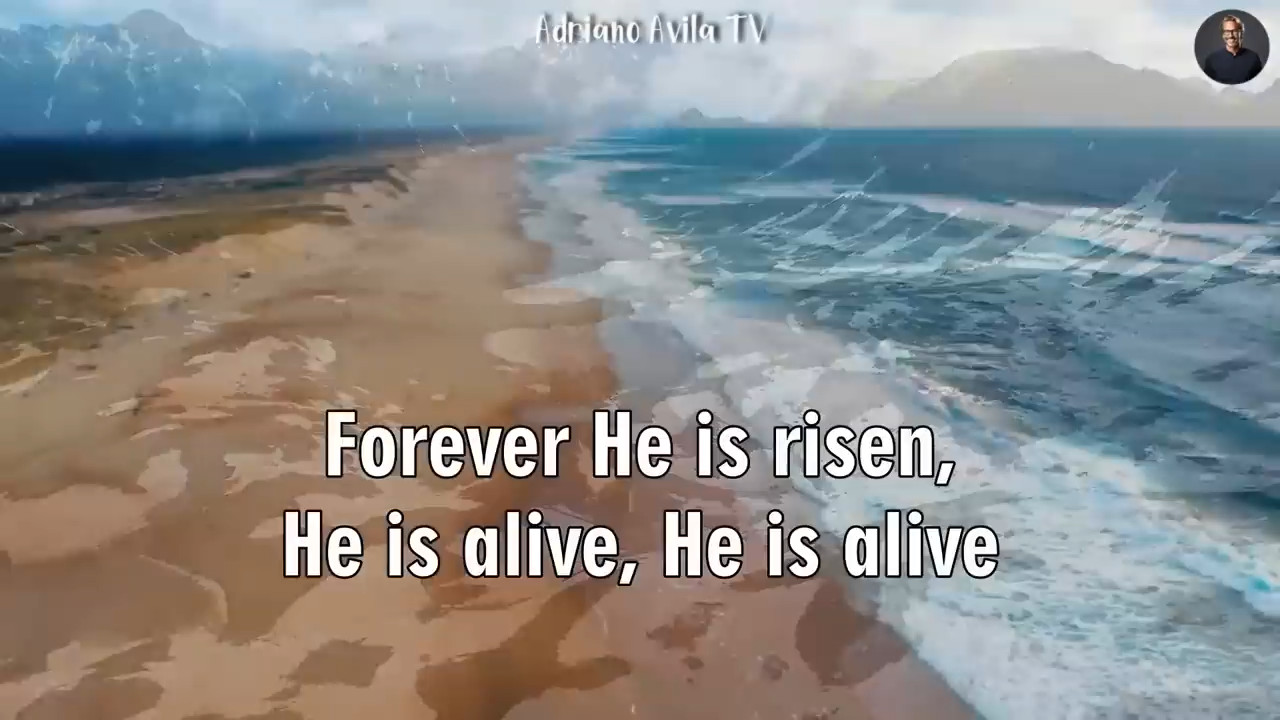 Adriano Avila TV
Forever He is risen,
He is alive, He is alive